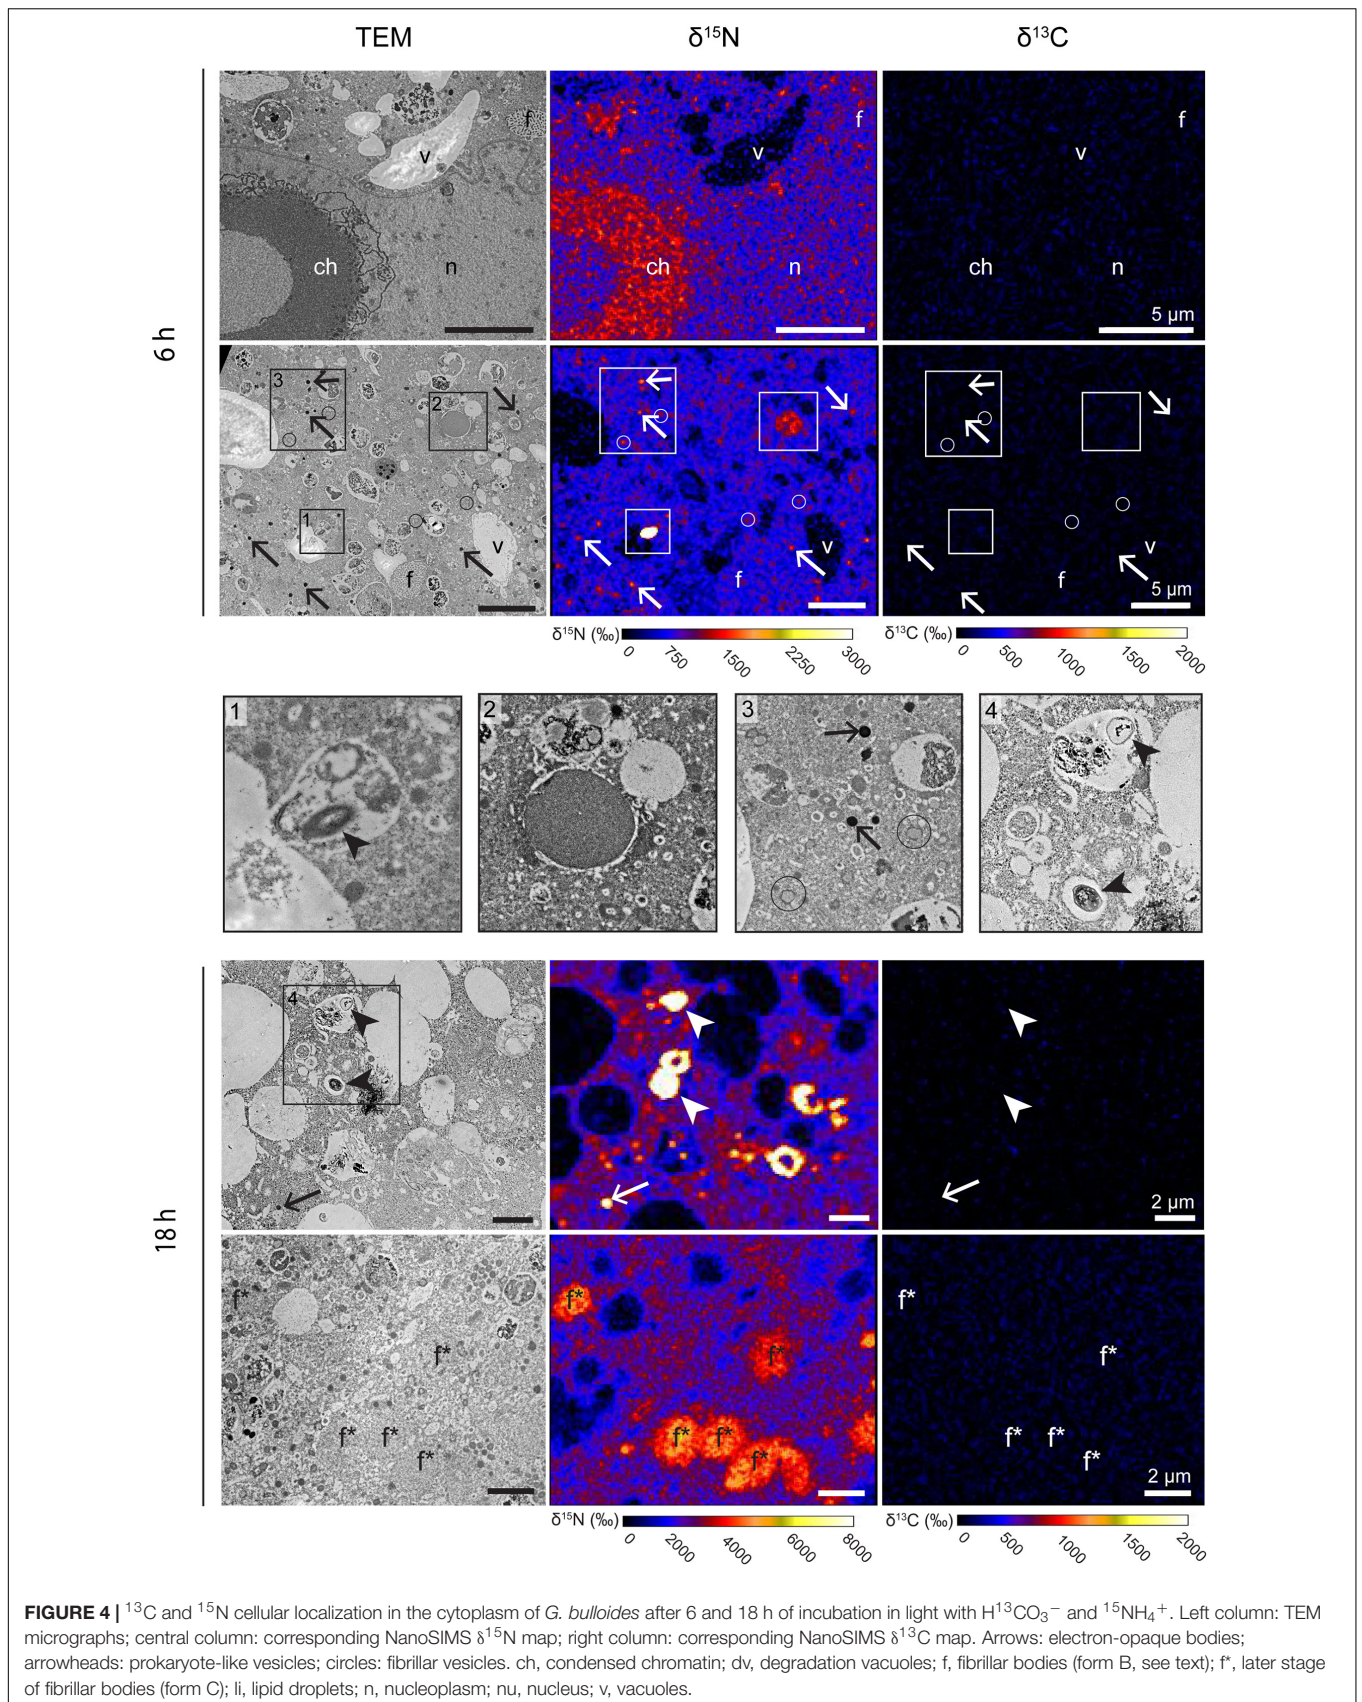 TEM δ¹⁵N δ¹³C
6 h
f f f
v v v
ch n ch n ch n
5 µm
3 2
1
v v v
f f f
5 µm
δ¹⁵N (‰) 0 750 1500 2250 3000
δ¹³C (‰) 0 500 1000 1500 2000
1 2 3 4
18 h
4
2 µm
f* f* f*
f* f* f*
f* f* f* f* f* f*
f* f* f*
2 µm
δ¹⁵N (‰) 0 2000 4000 6000 8000
δ¹³C (‰) 0 500 1000 1500 2000
FIGURE 4 | ¹³C and ¹⁵N cellular localization in the cytoplasm of G. bulloides after 6 and 18 h of incubation in light with H¹³CO₃⁻ and ¹⁵NH₄⁺. Left column: TEM
micrographs; central column: corresponding NanoSIMS δ¹⁵N map; right column: corresponding NanoSIMS δ¹³C map. Arrows: electron-opaque bodies;
arrowheads: prokaryote-like vesicles; circles: fibrillar vesicles. ch, condensed chromatin; dv, degradation vacuoles; f, fibrillar bodies (form B, see text); f*, later stage
of fibrillar bodies (form C); li, lipid droplets; n, nucleoplasm; nu, nucleus; v, vacuoles.